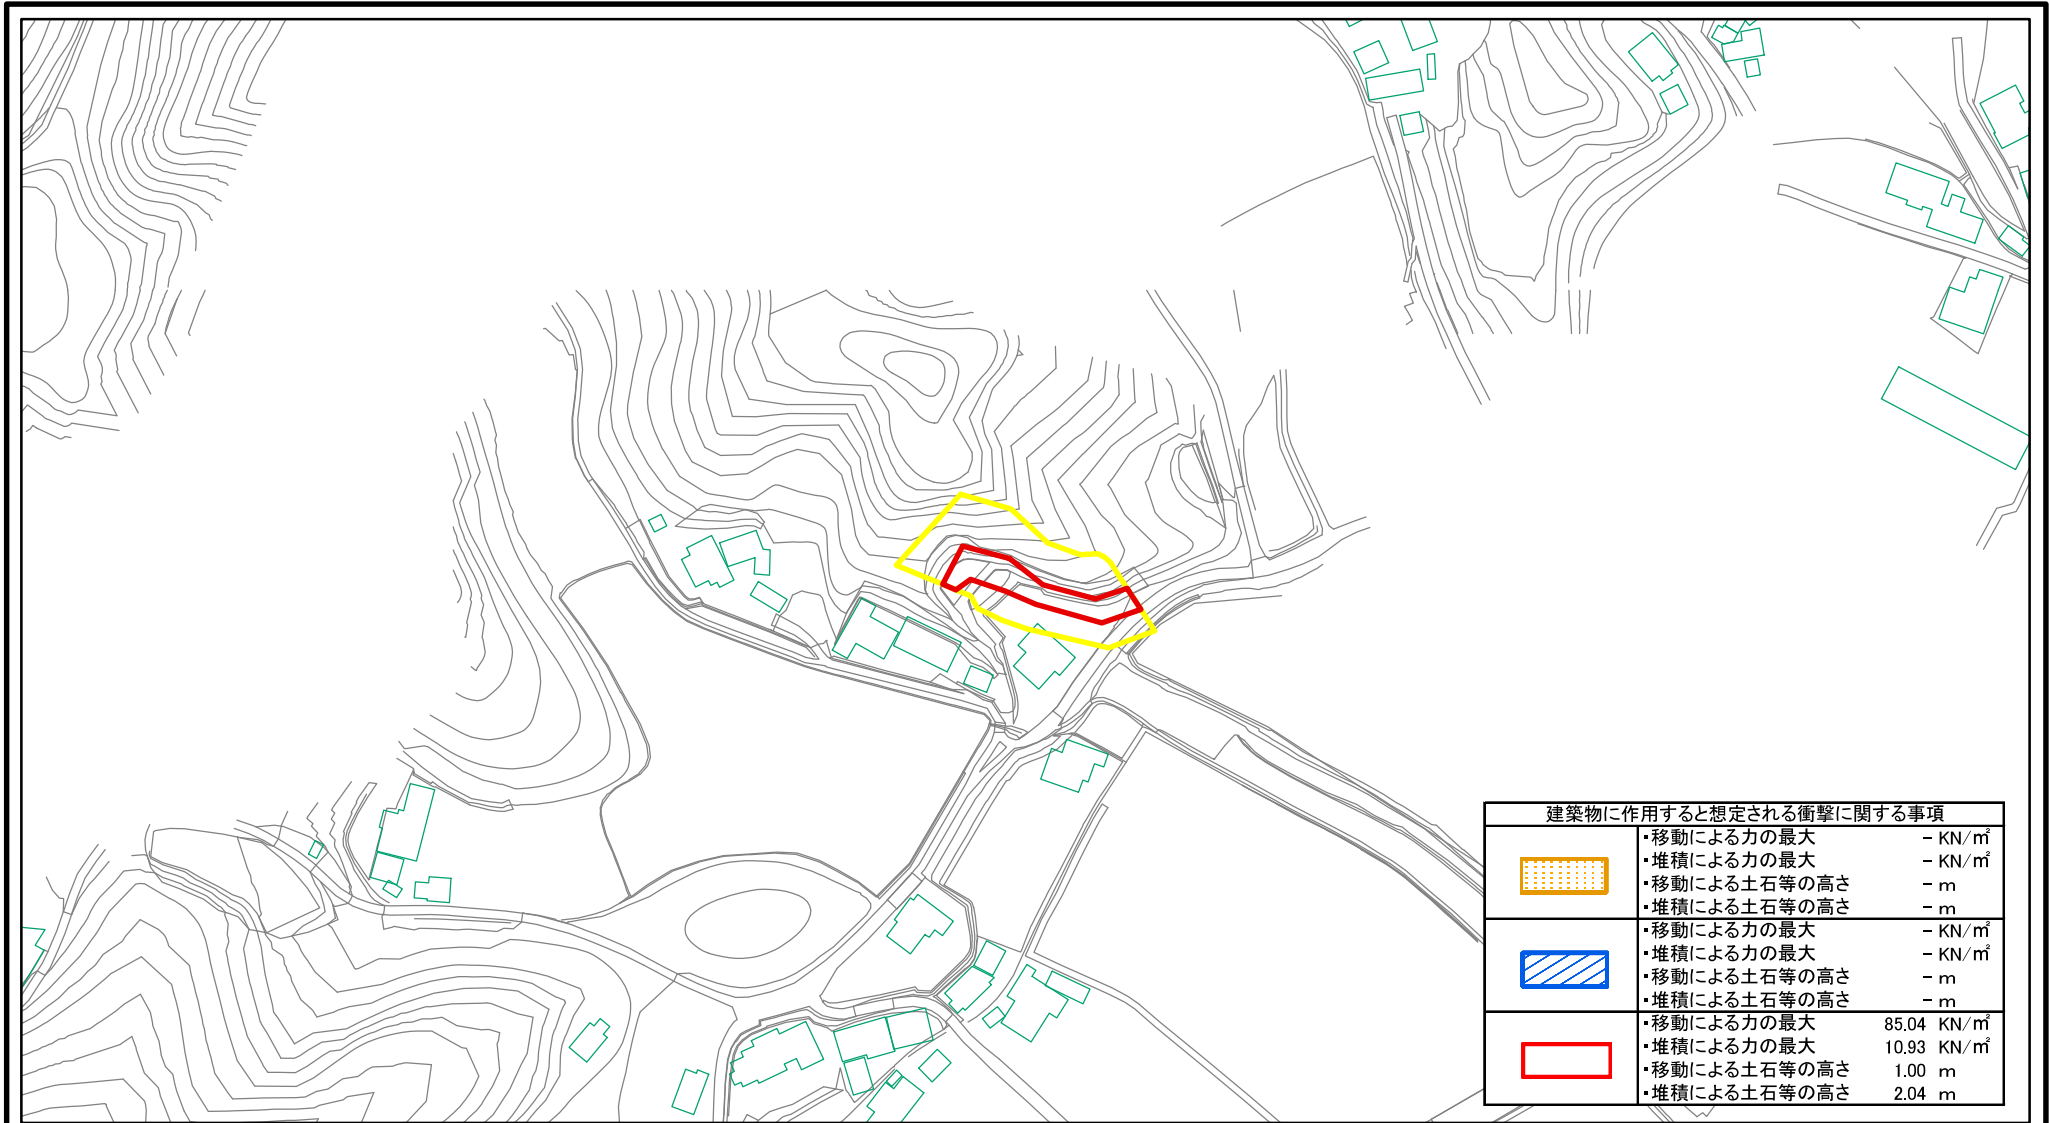 建築物に作用すると想定される衝撃に関する事項
・移動による力の最大 － KN/㎡
・堆積による力の最大 － KN/㎡
・移動による土石等の高さ － m
・堆積による土石等の高さ － m
・移動による力の最大 － KN/㎡
・堆積による力の最大 － KN/㎡
・移動による土石等の高さ － m
・堆積による土石等の高さ － m
・移動による力の最大 85.04 KN/㎡
・堆積による力の最大 10.93 KN/㎡
・移動による土石等の高さ 1.00 m
・堆積による土石等の高さ 2.04 m